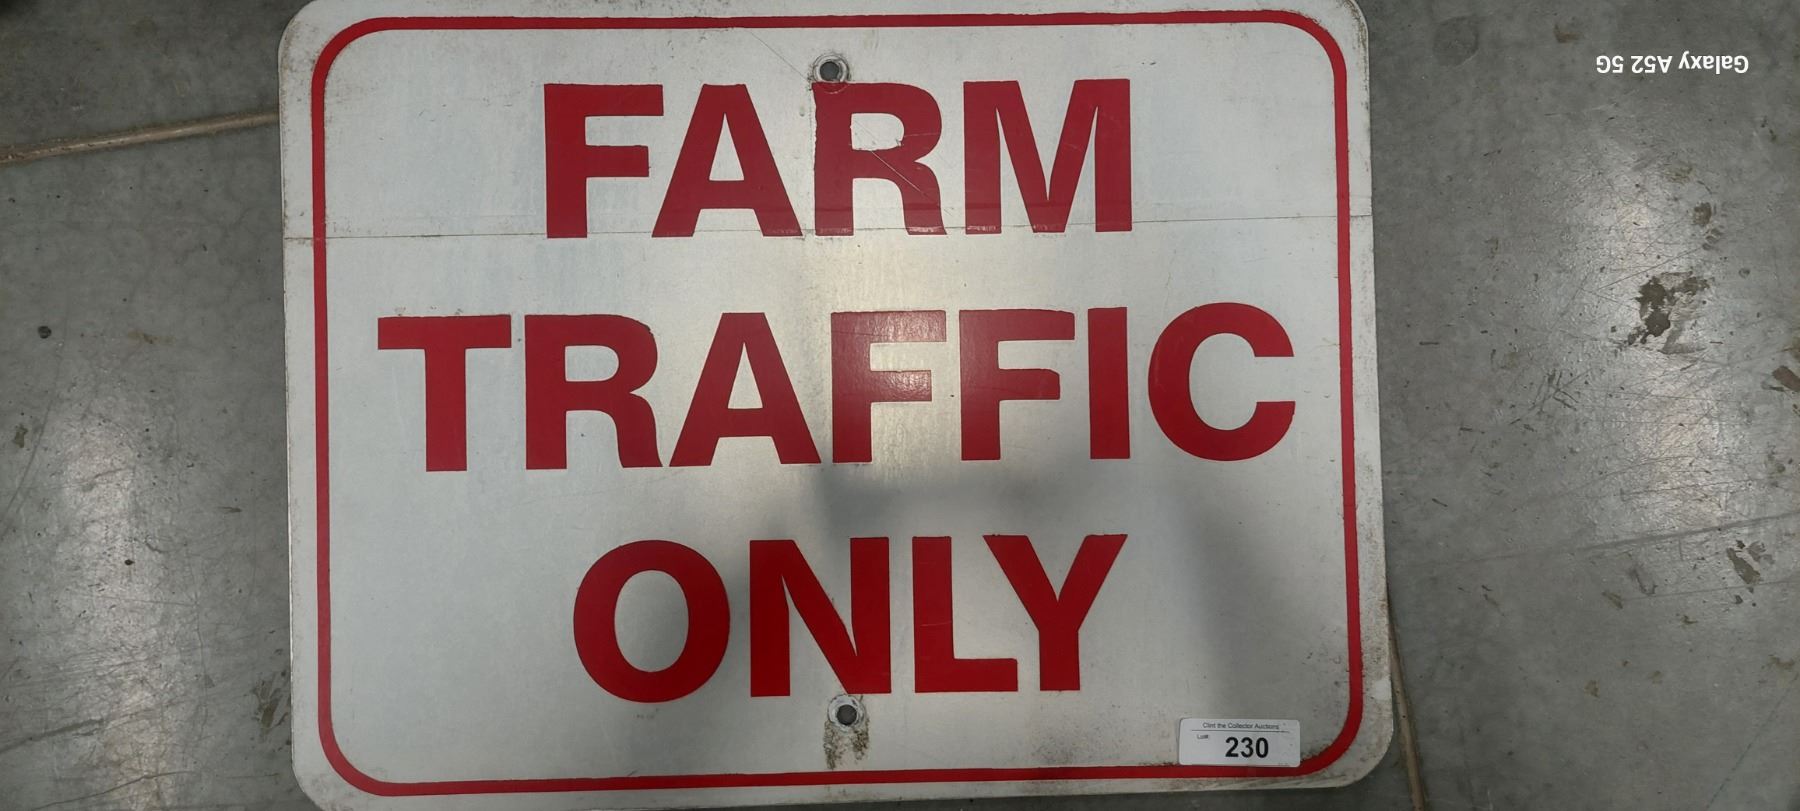 FARM
TRAFFIC
ONLY
Clint the Collector Auctions
Lot#:
230
Galaxy A52 5G